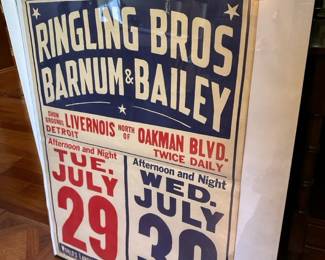 RINGLING BROS
BARNUM & BAILEY
SHOW GROUNDS DETROIT LIVERNOIS NORTH OF OAKMAN BLVD.
TWICE DAILY
Afternoon and Night
TUE.
JULY
29
Afternoon and Night
WED.
JULY
30